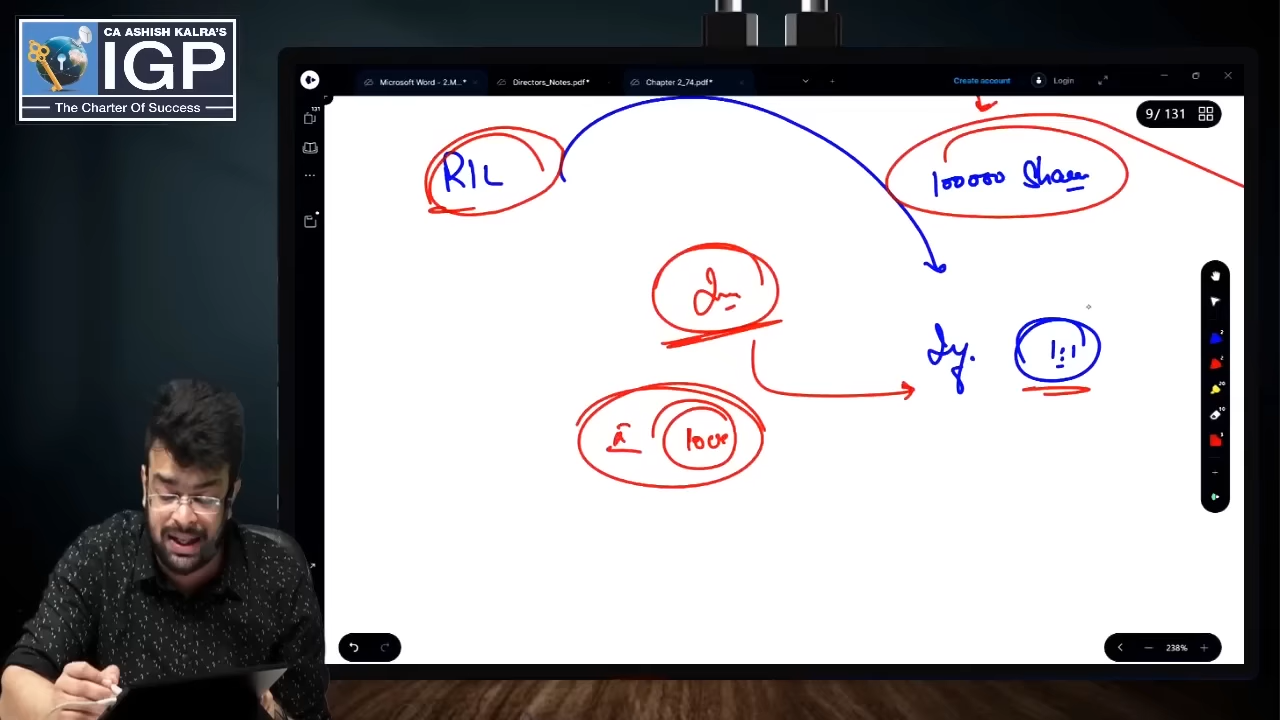 CA ASHISH KALRA'S
IGP
The Charter Of Success
Microsoft Word - 2.M...*
Directors_Notes.pdf*
Chapter 2_74.pdf*
Create account
Login
131
9/ 131
RIL
100000 Share
1:1
238%